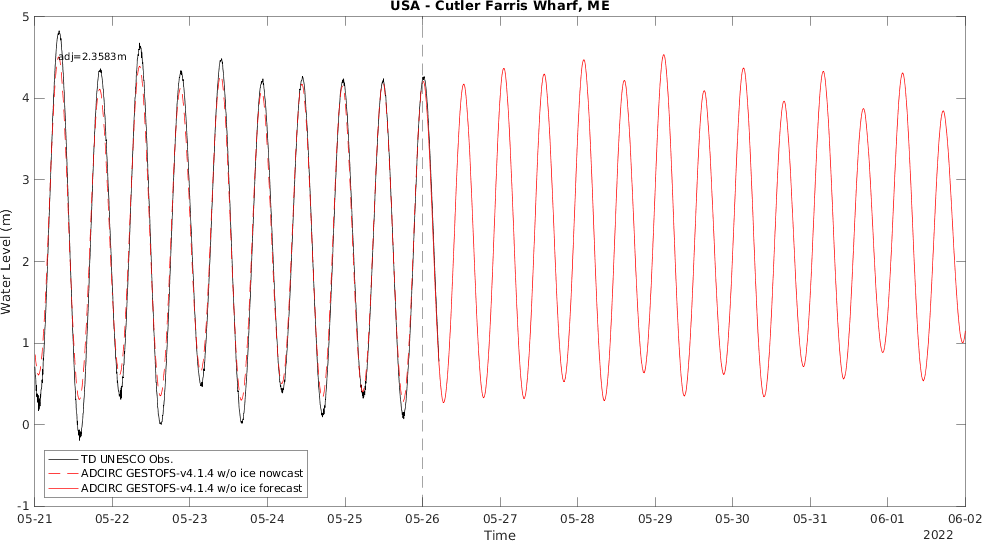 USA - Cutler Farris Wharf, ME
5
4
3
2
1
0
-1
Water Level (m)
adj=2.3583m
TD UNESCO Obs.
ADCIRC GESTOFS-v4.1.4 w/o ice nowcast
ADCIRC GESTOFS-v4.1.4 w/o ice forecast
05-21 05-22 05-23 05-24 05-25 05-26 05-27 05-28 05-29 05-30 05-31 06-01 06-02
Time
2022